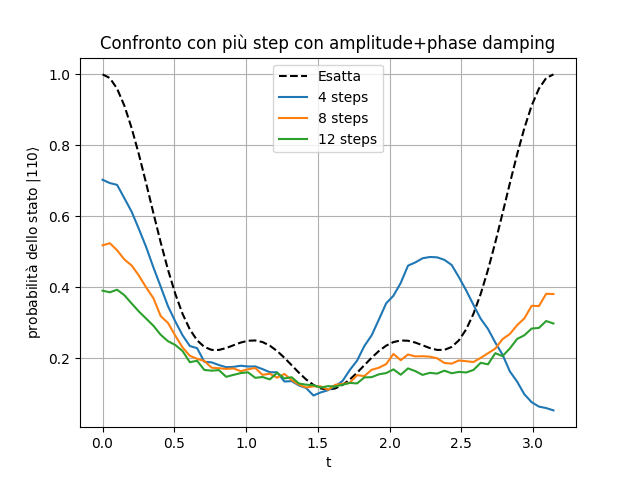 Confronto con più step con amplitude+phase damping
Esatta
4 steps
8 steps
12 steps
probabilità dello stato |110⟩
1.0
0.8
0.6
0.4
0.2
0.0 0.5 1.0 1.5 2.0 2.5 3.0
t